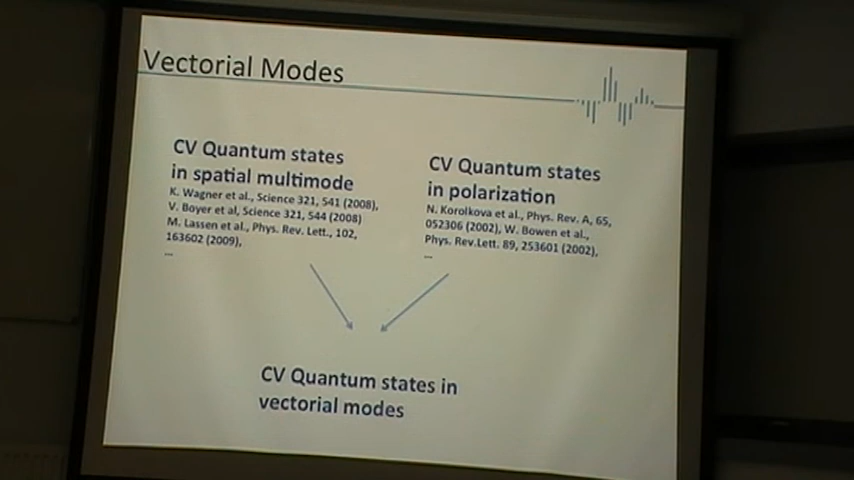 Vectorial Modes
CV Quantum states
in spatial multimode
K. Wagner et al., Science 321, 541 (2008),
V. Boyer et al, Science 321, 544 (2008)
M. Lassen et al., Phys. Rev. Lett., 102,
163602 (2009),
...
CV Quantum states
in polarization
N. Korolkova et al., Phys. Rev. A, 65,
052306 (2002), W. Bowen et al.,
Phys. Rev.Lett. 89, 253601 (2002),
...
CV Quantum states in
vectorial modes